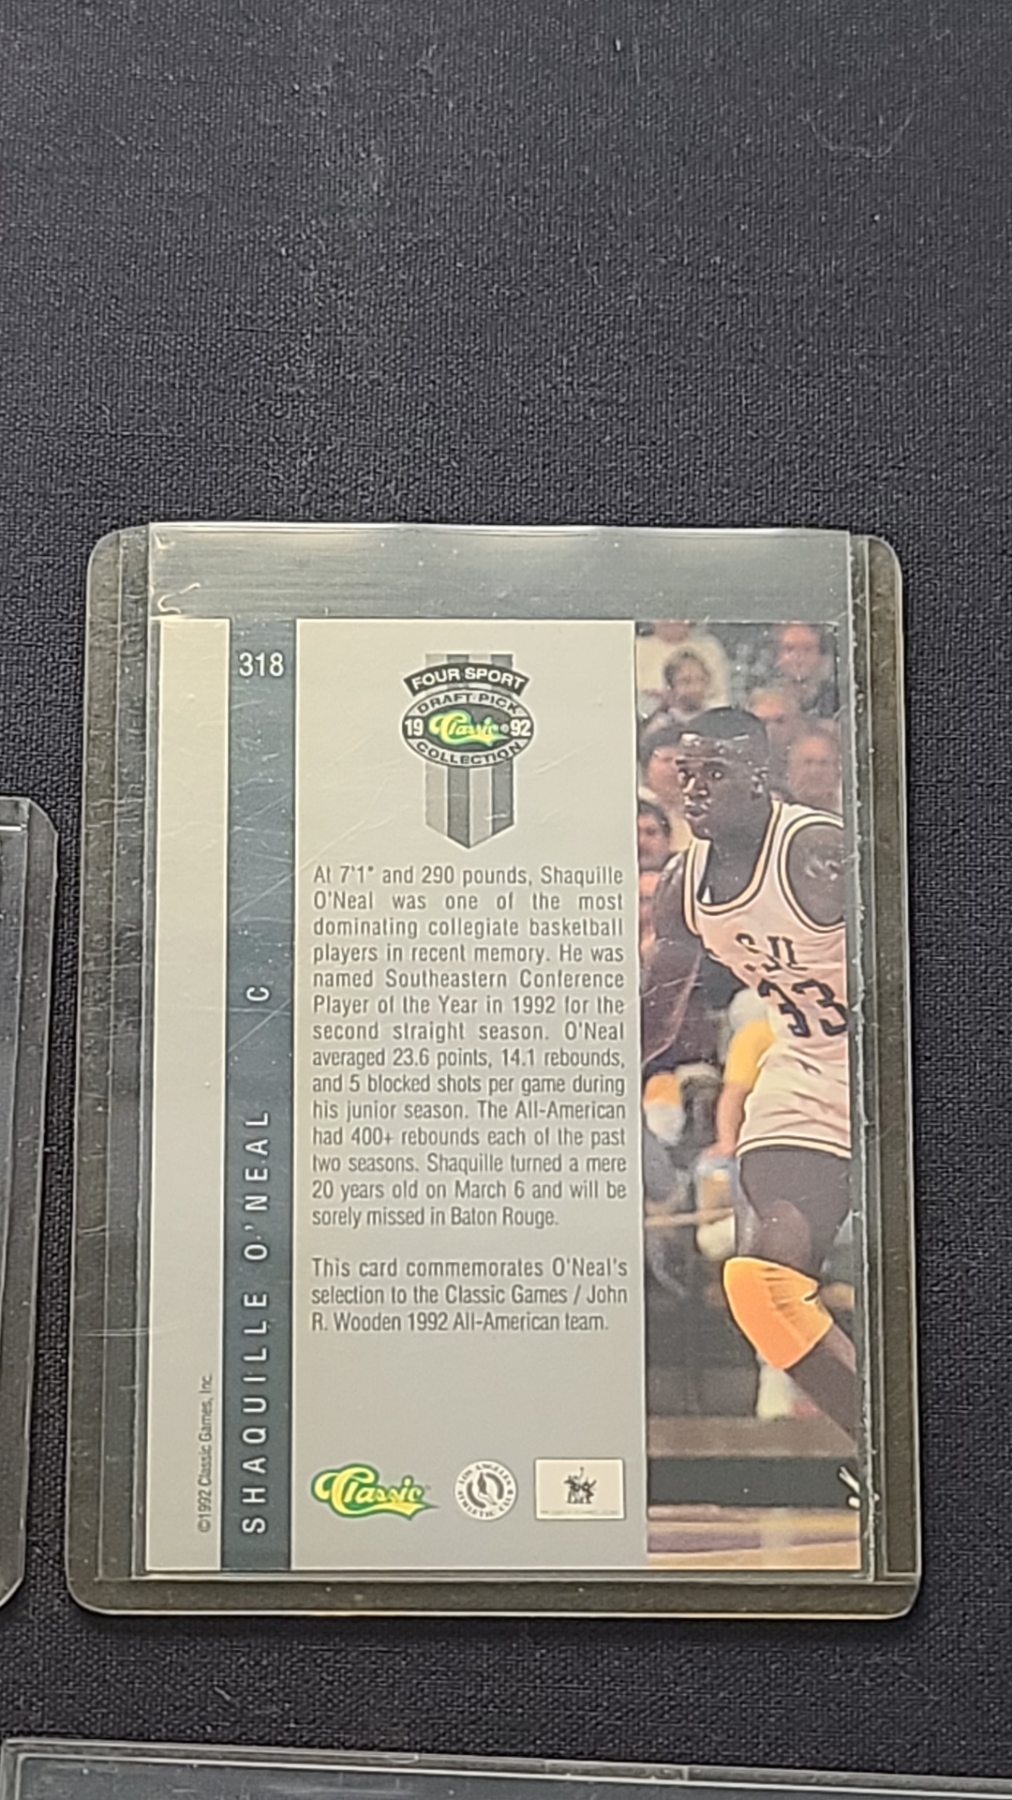 318
C
SHAQUILLE O'NEAL
©1992 Classic Games, Inc.
FOUR SPORT
DRAFT PICK
19 Classic 92
COLLECTION
At 7'1" and 290 pounds, Shaquille
O'Neal was one of the most
dominating collegiate basketball
players in recent memory. He was
named Southeastern Conference
Player of the Year in 1992 for the
second straight season. O'Neal
averaged 23.6 points, 14.1 rebounds,
and 5 blocked shots per game during
his junior season. The All-American
had 400+ rebounds each of the past
two seasons. Shaquille turned a mere
20 years old on March 6 and will be
sorely missed in Baton Rouge.
This card commemorates O'Neal's
selection to the Classic Games / John
R. Wooden 1992 All-American team.
Classic
LOS ANGELES
ATHLETIC CLUB
33